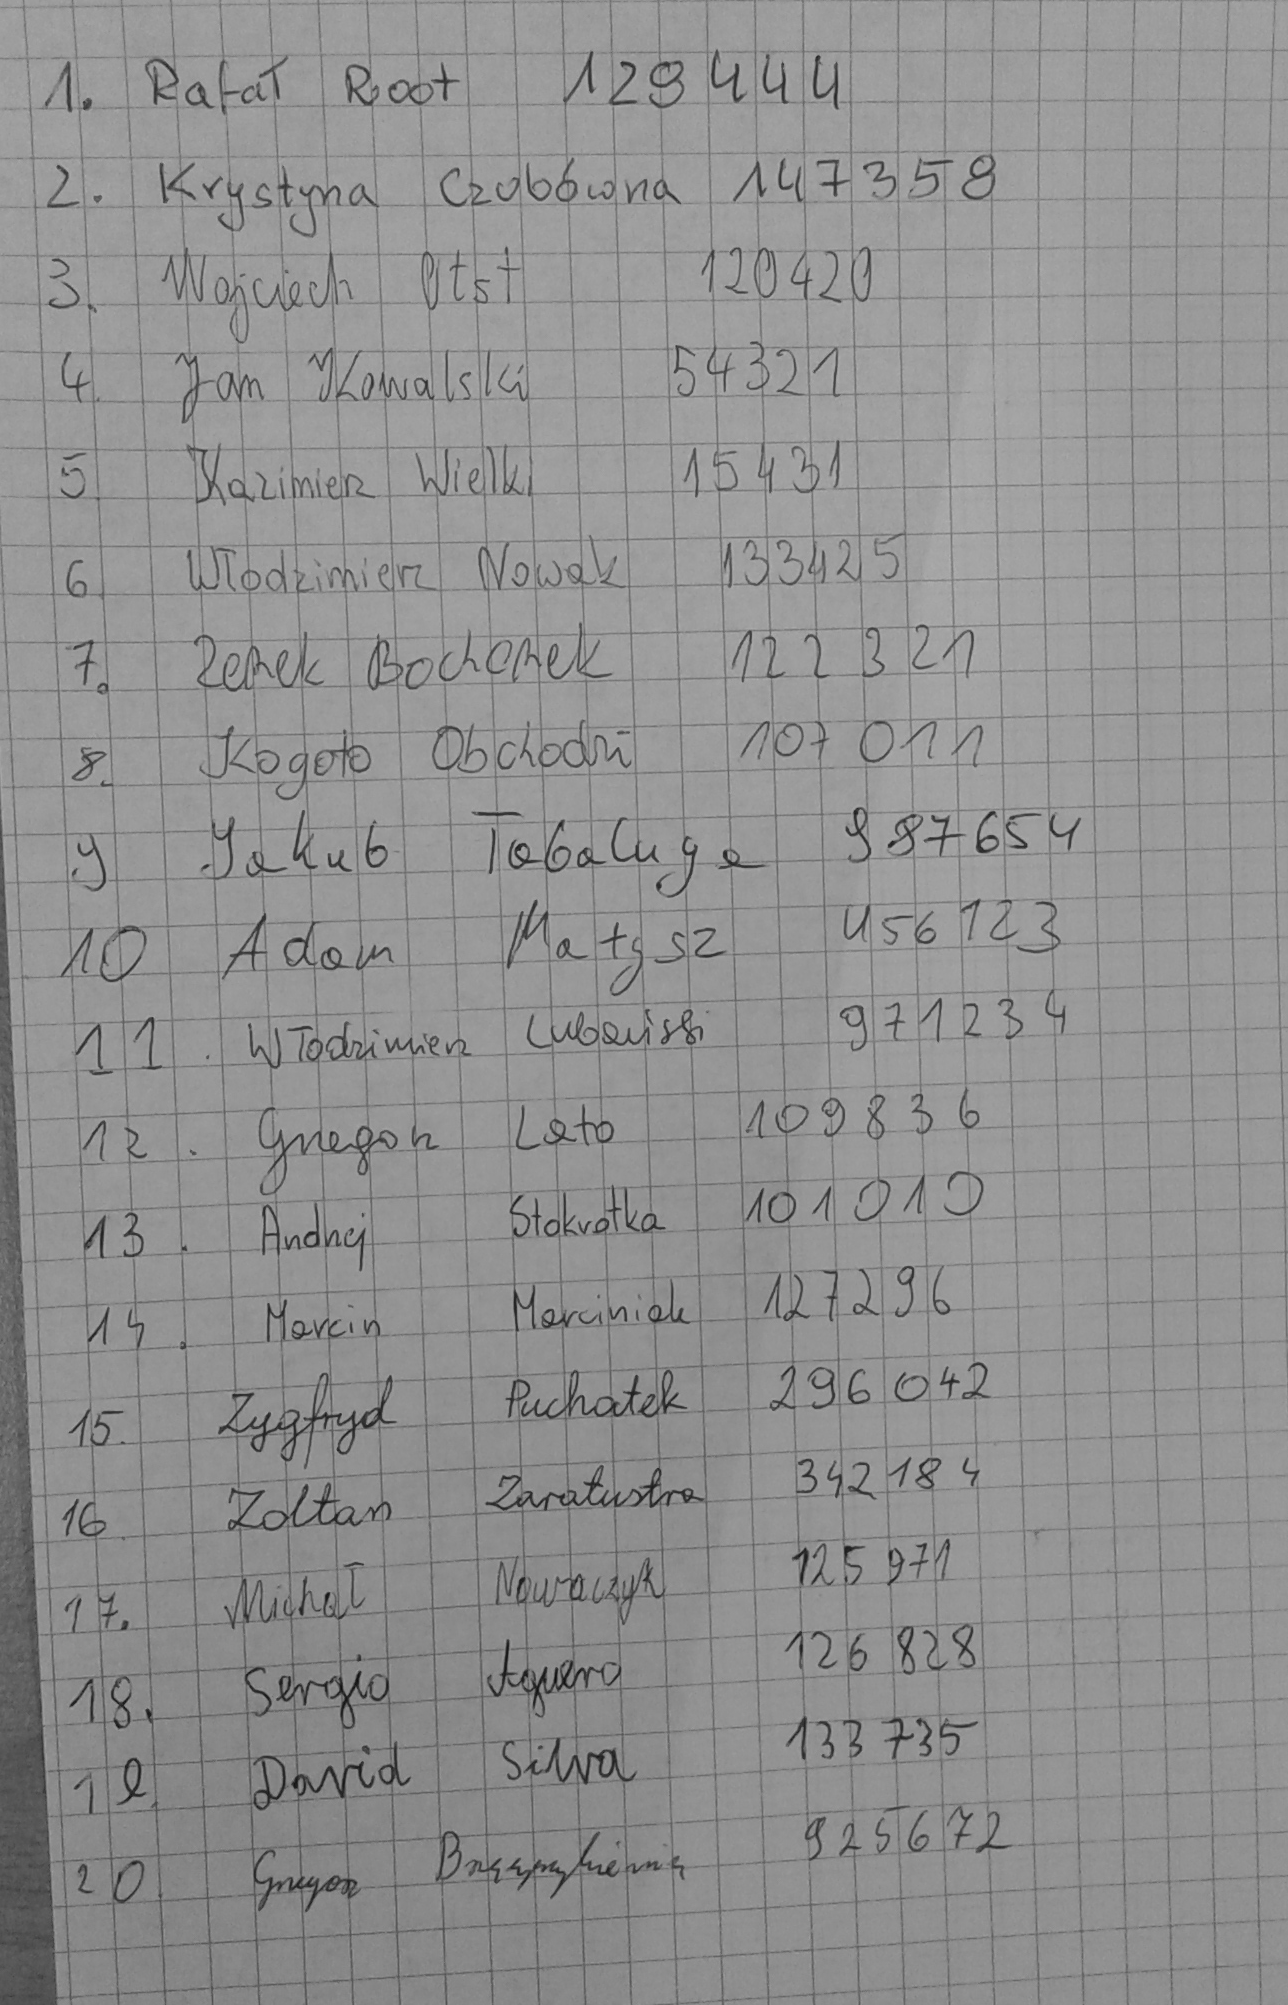 1. Rafał Root 129444
2. Krystyna Czubówna 147358
3. Wojciech Otst 120420
4. Jan Kowalski 54321
5 Kazimierz Wielki 15431
6 Włodzimierz Nowak 133425
7. Zenek Bochenek 122321
8. Kogoto Obchodzi 107011
9 Jakub Tabaluga 987654
10 Adam Małysz 456123
11. Włodzimierz 971234
12. Grzegorz Lato 109836
13. Andrzej Stokrotka 101010
14. Marcin Marciniak 127296
15. Zygfryd Puchatek 296042
16 Zoltan Zaratustra 342184
17. Michał Nowaczyk 125971
18. Sergio Aguero 126828
19. David Silva 133735
20 Grzegorz 925672